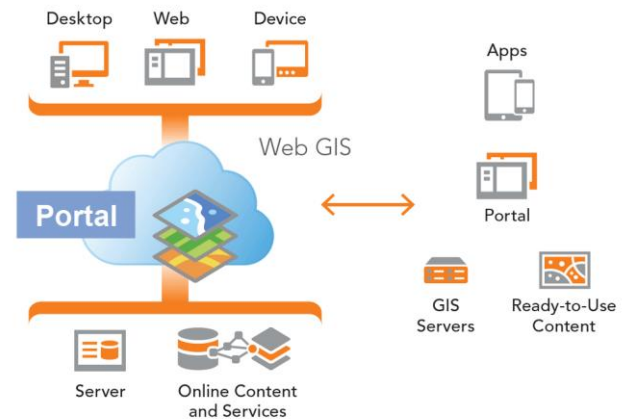 Desktop Web Device
Web GIS
Portal
Server Online Content
and Services
Apps
Portal
GIS Ready-to-Use
Servers Content